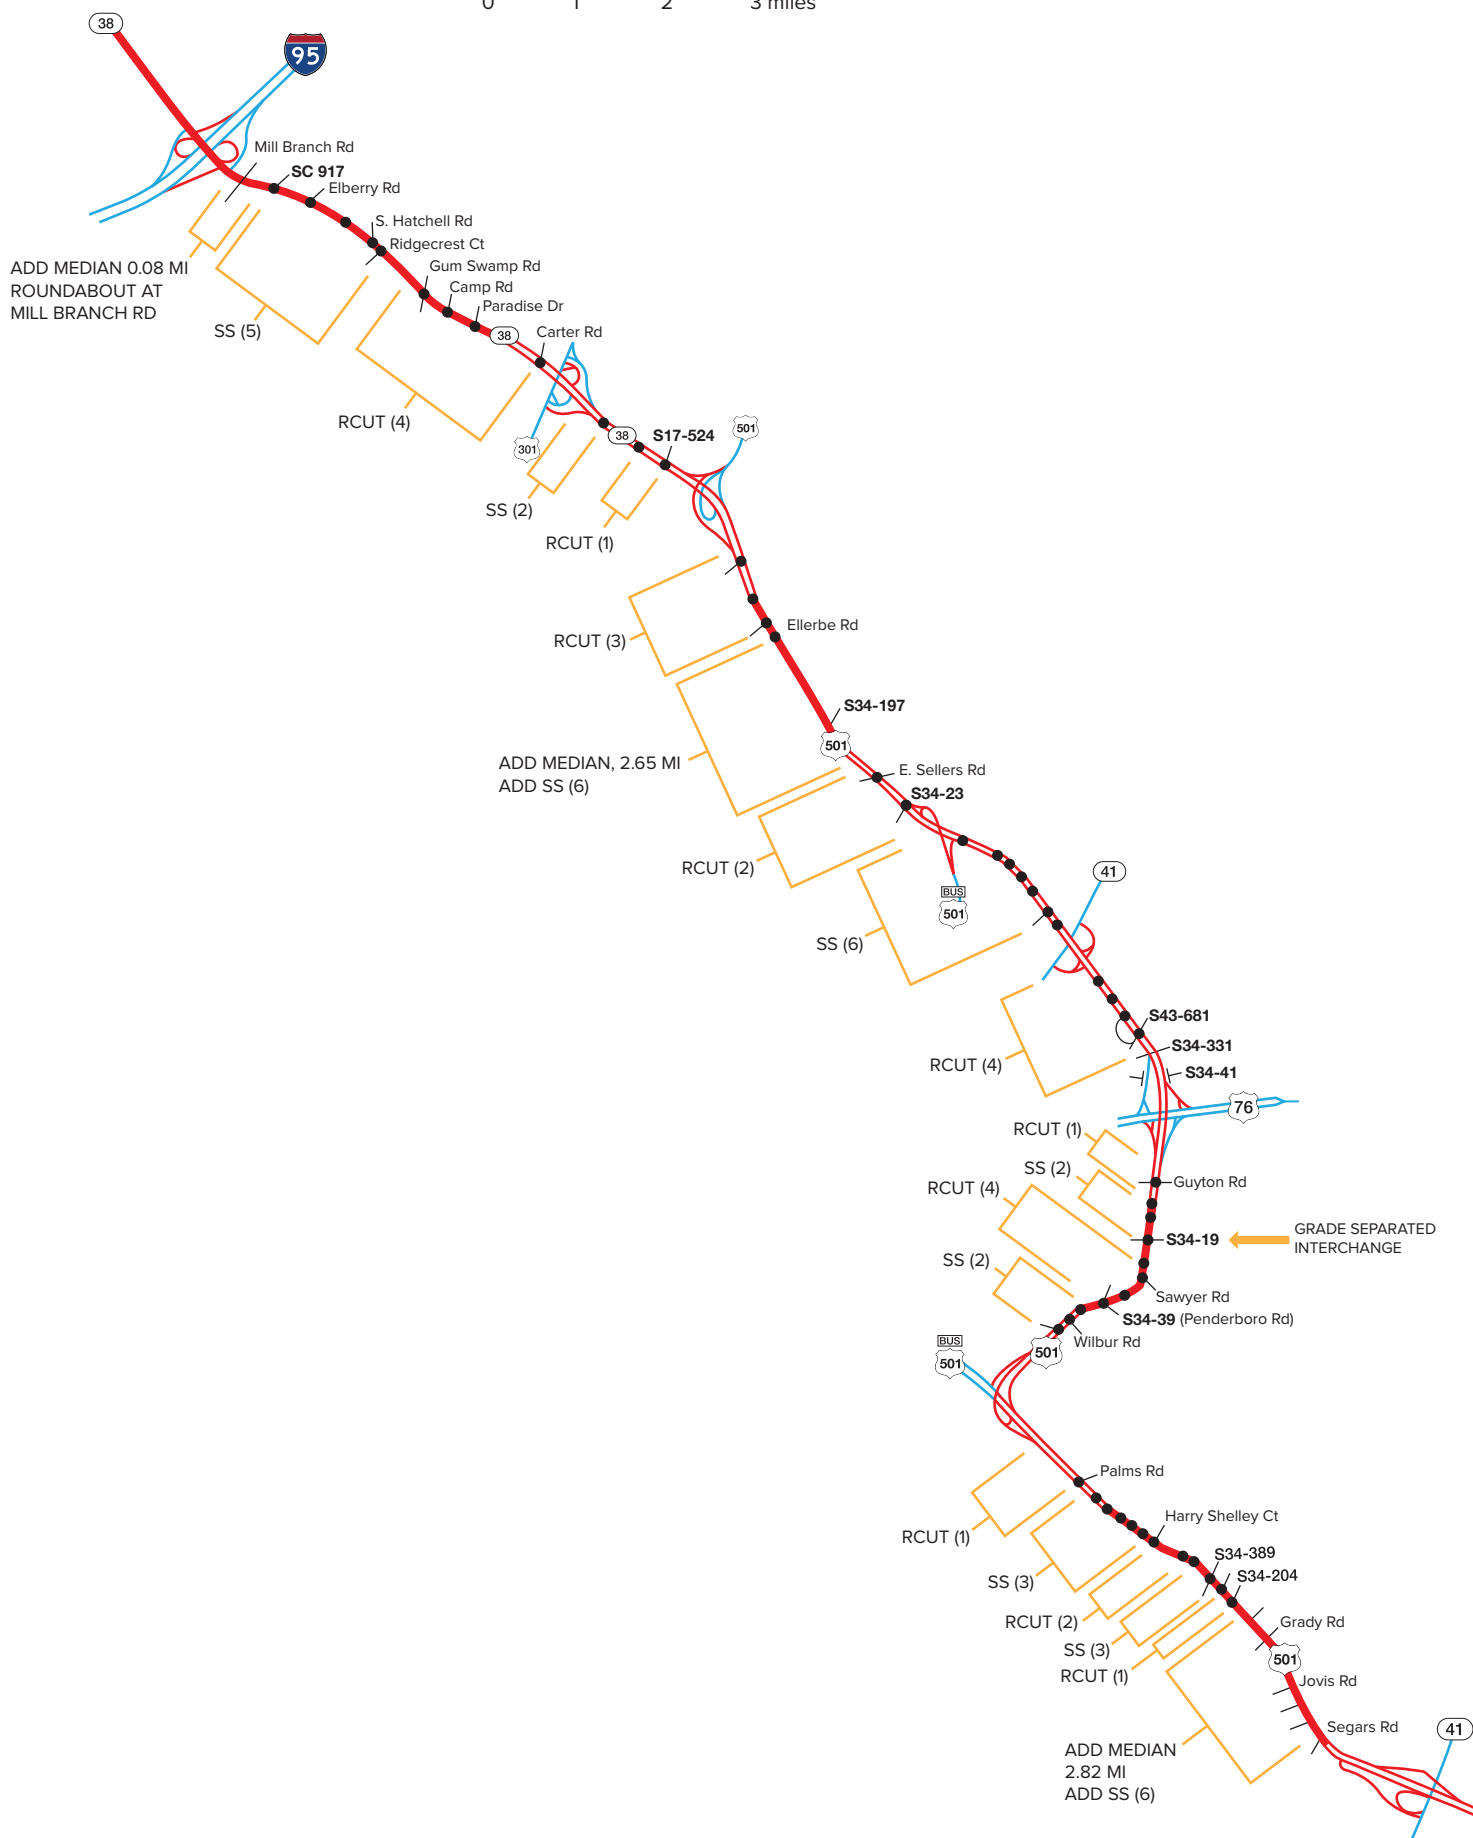 0 1 2 3 miles
38
95
Mill Branch Rd
SC 917
Elberry Rd
S. Hatchell Rd
Ridgecrest Ct
ADD MEDIAN 0.08 MI
ROUNDABOUT AT
MILL BRANCH RD
Gum Swamp Rd
Camp Rd
Paradise Dr
SS (5)
38
Carter Rd
RCUT (4)
301
38
S17-524
501
SS (2)
RCUT (1)
Ellerbe Rd
RCUT (3)
S34-197
501
ADD MEDIAN, 2.65 MI
ADD SS (6)
E. Sellers Rd
S34-23
RCUT (2)
41
BUS
501
SS (6)
S43-681
S34-331
RCUT (4)
S34-41
76
RCUT (1)
SS (2)
Guyton Rd
RCUT (4)
S34-19
GRADE SEPARATED
INTERCHANGE
SS (2)
Sawyer Rd
S34-39 (Penderboro Rd)
Wilbur Rd
BUS
501
501
Palms Rd
Harry Shelley Ct
RCUT (1)
S34-389
S34-204
SS (3)
RCUT (2)
Grady Rd
SS (3)
501
RCUT (1)
Jovis Rd
Segars Rd
41
ADD MEDIAN
2.82 MI
ADD SS (6)